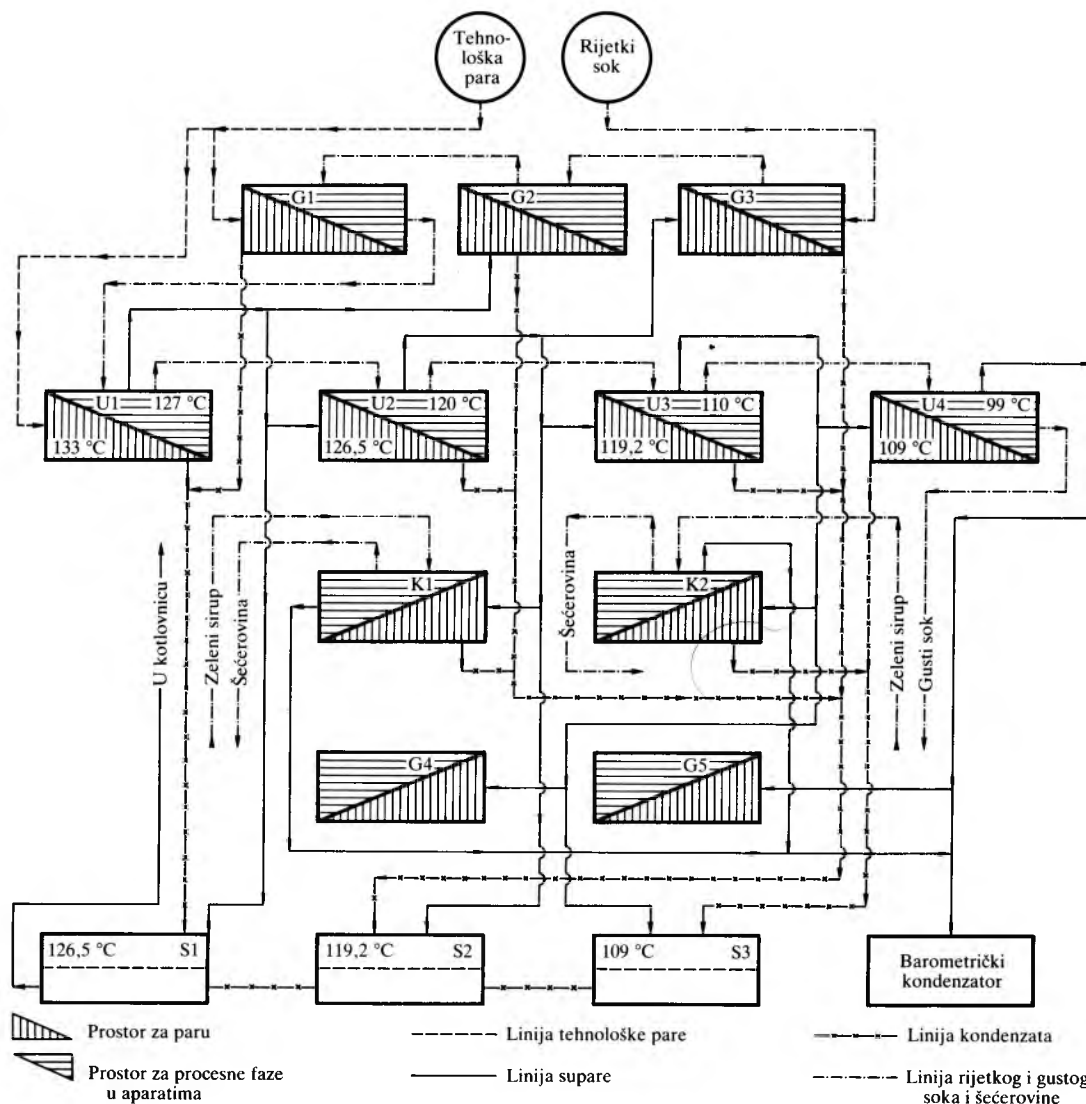 Tehno-
loška
para
Rijetki
sok
G1
G2
G3
U1
127 °C
133 °C
U2
120 °C
126,5 °C
U3
110 °C
119,2 °C
U4
99 °C
109 °C
U kotlovnicu
Zeleni sirup
Šećerovina
K1
Šećerovina
K2
Zeleni sirup
Gusti sok
G4
G5
126,5 °C
S1
119,2 °C
S2
109 °C
S3
Barometrički
kondenzator
Prostor za paru
Linija tehnološke pare
Linija kondenzata
Prostor za procesne faze
u aparatima
Linija supare
Linija rijetkog i gustog
soka i šećerovine